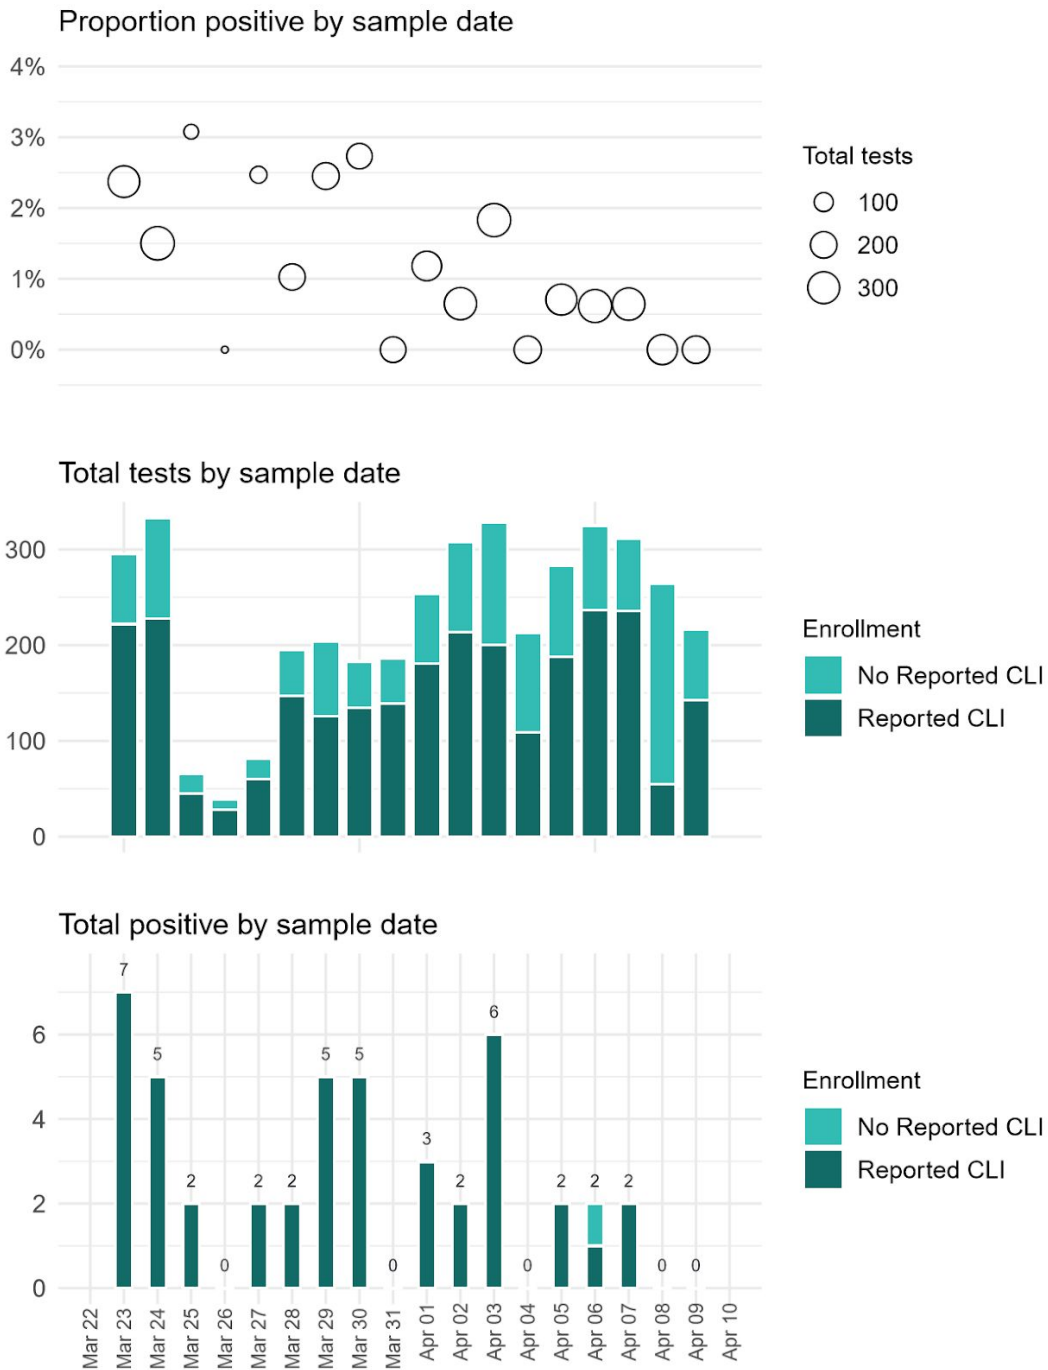 Proportion positive by sample date
4%
3%
2%
1%
0%
Total tests
100
200
300
Total tests by sample date
300
200
100
0
Enrollment
No Reported CLI
Reported CLI
Total positive by sample date
6
4
2
0
7
5
2
0
2
2
5
5
0
3
2
6
0
2
2
2
0
0
Mar 22
Mar 23
Mar 24
Mar 25
Mar 26
Mar 27
Mar 28
Mar 29
Mar 30
Mar 31
Apr 01
Apr 02
Apr 03
Apr 04
Apr 05
Apr 06
Apr 07
Apr 08
Apr 09
Apr 10
Enrollment
No Reported CLI
Reported CLI